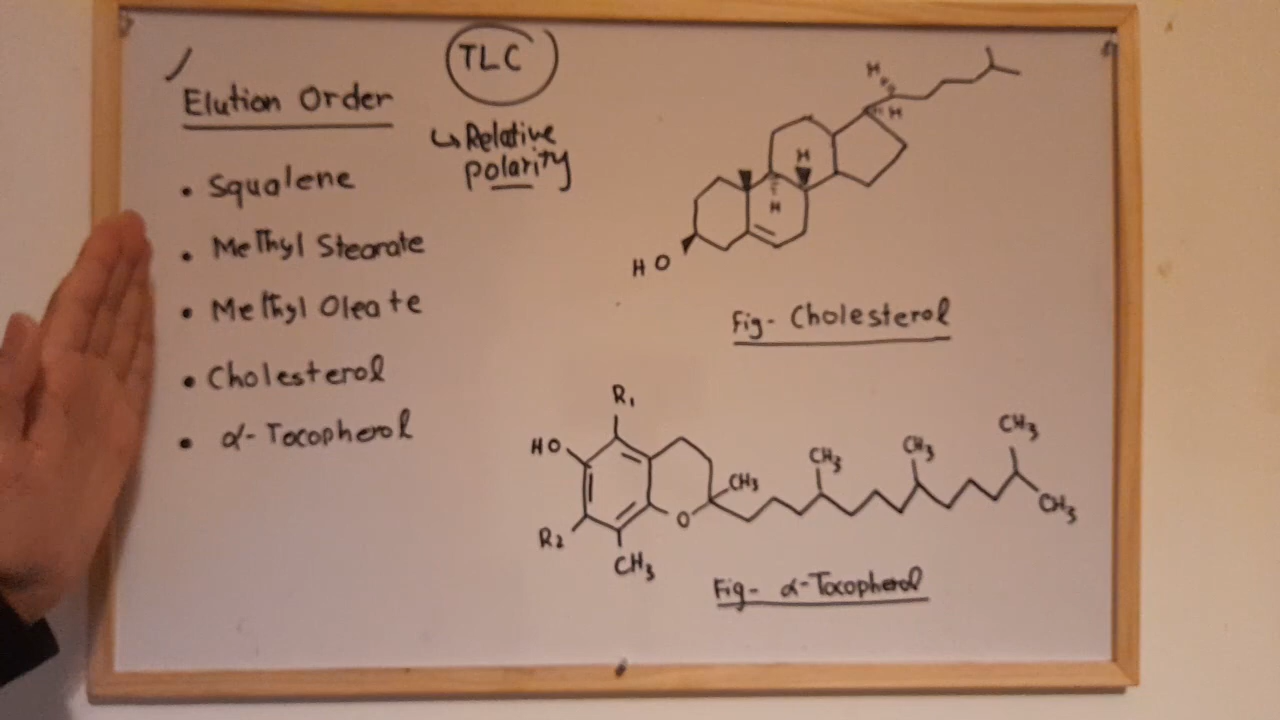 TLC
Elution Order
↳ Relative
polarity
• Squalene
• Methyl Stearate
• Methyl Oleate
• Cholesterol
• α-Tocopherol
H
H
H
H
HO
Fig- Cholesterol
R₁
HO
CH₃
CH₃
CH₃
CH₃
CH₃
O
R₂
CH₃
Fig- α-Tocopherol